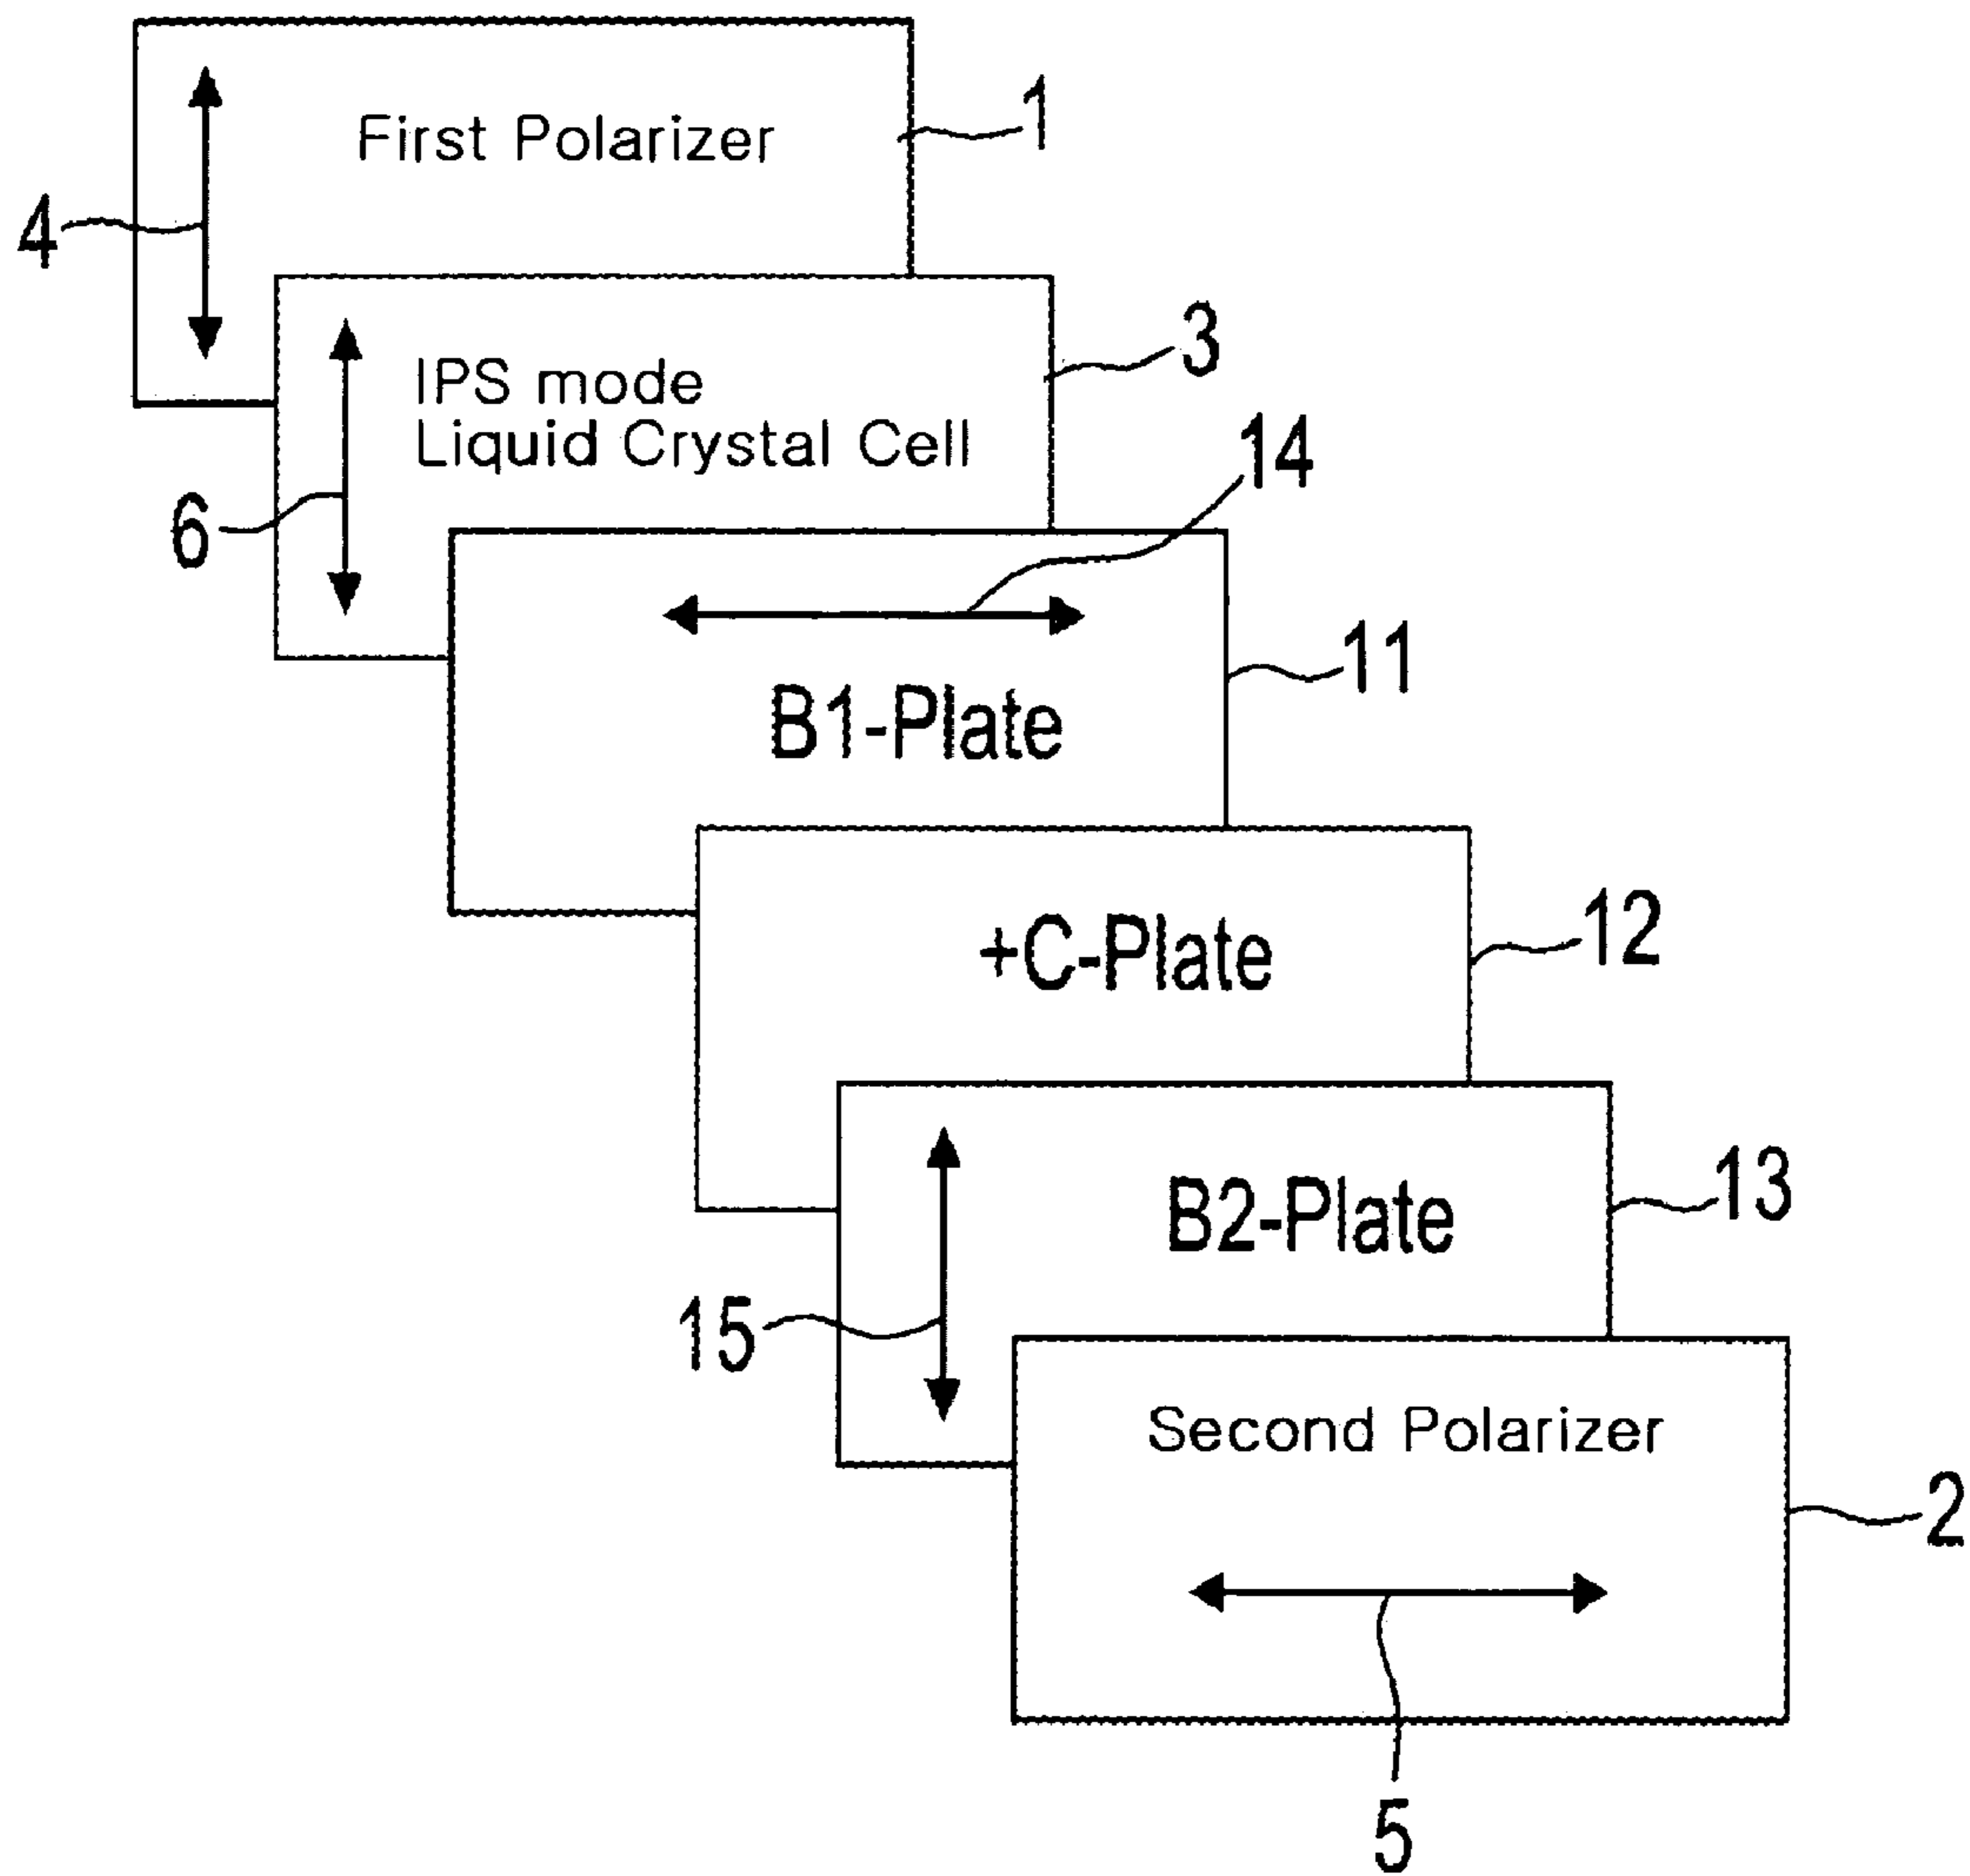 First Polarizer
1
4
IPS mode
Liquid Crystal Cell
3
14
6
B1-Plate
11
+C-Plate
12
B2-Plate
13
15
Second Polarizer
2
5